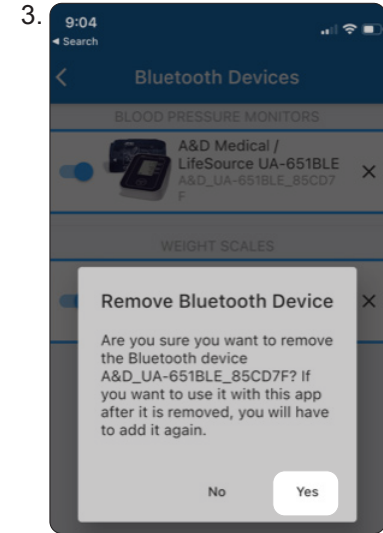 3.
9:04
◀ Search
Bluetooth Devices
BLOOD PRESSURE MONITORS
A&D Medical /
LifeSource UA-651BLE
A&D_UA-651BLE_85CD7
F
WEIGHT SCALES
Remove Bluetooth Device
Are you sure you want to remove
the Bluetooth device
A&D_UA-651BLE_85CD7F? If
you want to use it with this app
after it is removed, you will have
to add it again.
No Yes